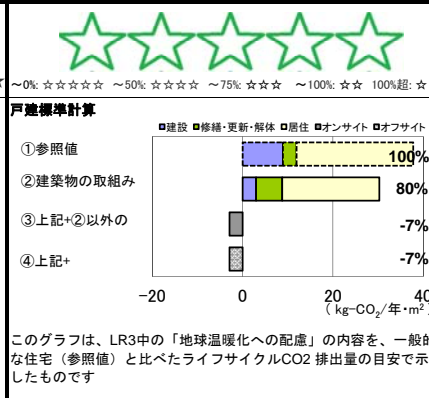 ☆ ~0%: ☆☆☆☆☆ ~50%: ☆☆☆☆ ~75%: ☆☆☆ ~100%: ☆☆ 100%超: ☆
戸建標準計算
■建設 ■修繕・更新・解体 □居住 ■オンサイト □オフサイト
①参照値 100%
②建築物の取組み 80%
③上記+②以外の -7%
④上記+ -7%
-20 0 20 40
( kg-CO₂/年・m²)
このグラフは、LR3中の「地球温暖化への配慮」の内容を、一般的
な住宅（参照値）と比べたライフサイクルCO2 排出量の目安で示
したものです